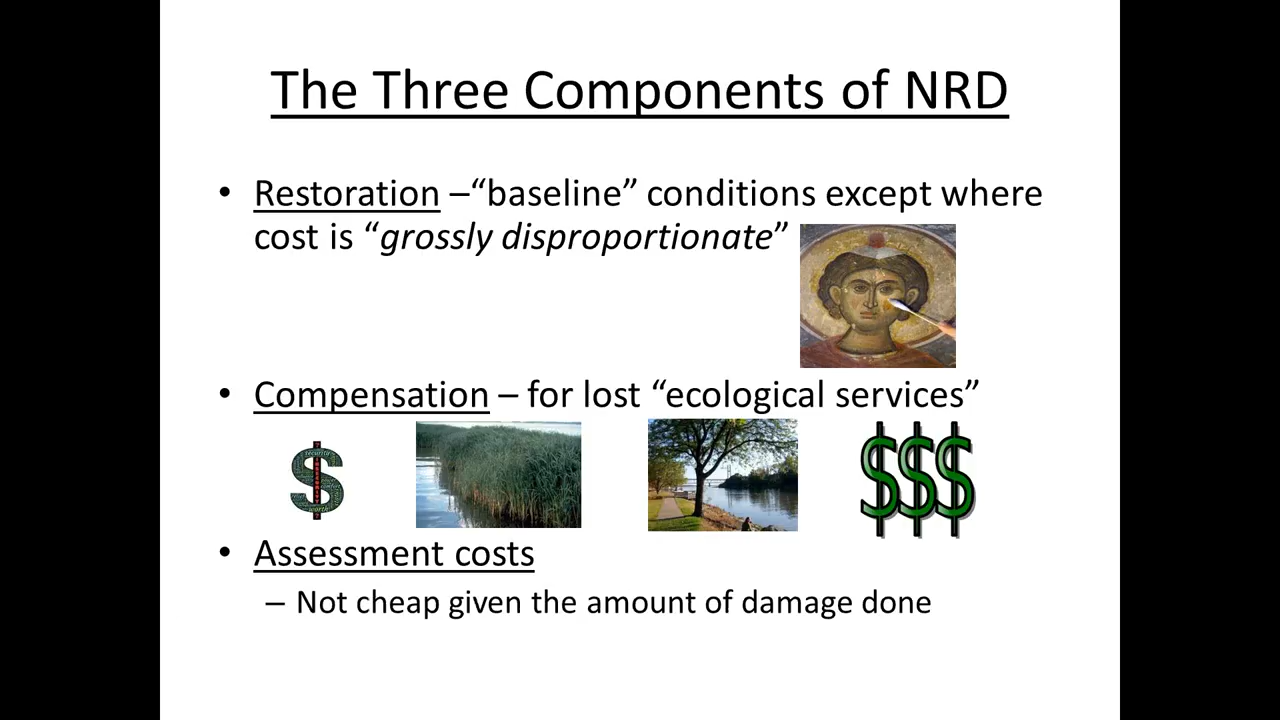 The Three Components of NRD
• Restoration –“baseline” conditions except where
cost is “grossly disproportionate”
• Compensation – for lost “ecological services”
• Assessment costs
– Not cheap given the amount of damage done